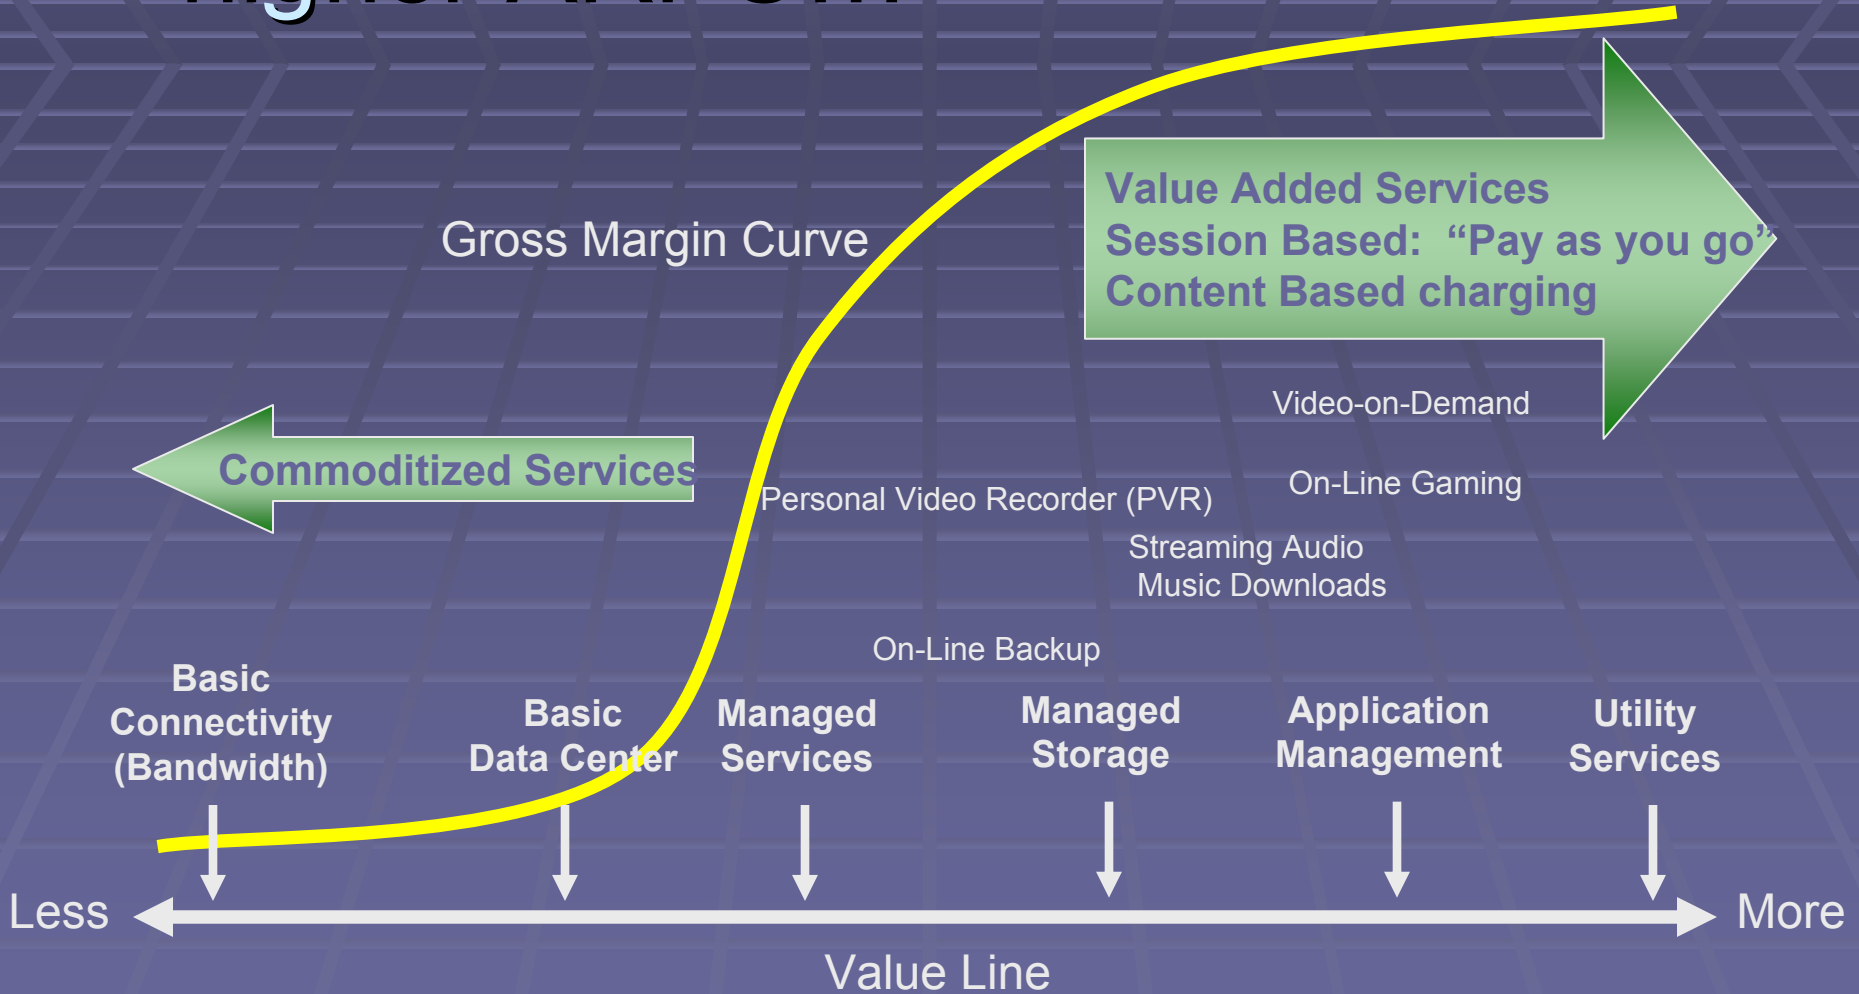 Gross Margin Curve
Value Added Services
Session Based: “Pay as you go”
Content Based charging
Commoditized Services
Video-on-Demand
Personal Video Recorder (PVR)
On-Line Gaming
Streaming Audio
Music Downloads
On-Line Backup
Basic
Connectivity
(Bandwidth)
Basic
Data Center
Managed
Services
Managed
Storage
Application
Management
Utility
Services
Less
More
Value Line